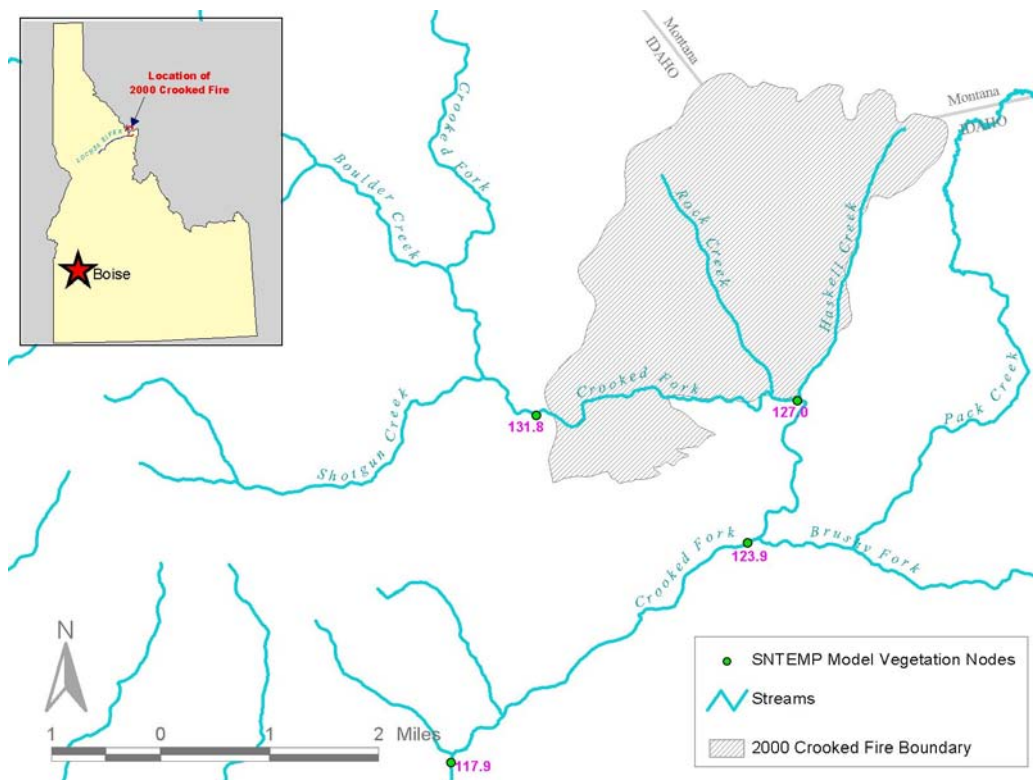 Location of
2000 Crooked Fire
LOCHSA RIVER
Boise
Montana
IDAHO
Montana
IDAHO
Crooked Fork
Boulder Creek
Rock Creek
Haskell Creek
Crooked Fork
Pack Creek
131.8
127.0
Shotgun Creek
Crooked Fork
Brushy Fork
123.9
117.9
N
1 0 1 2 Miles
SNTEMP Model Vegetation Nodes
Streams
2000 Crooked Fire Boundary